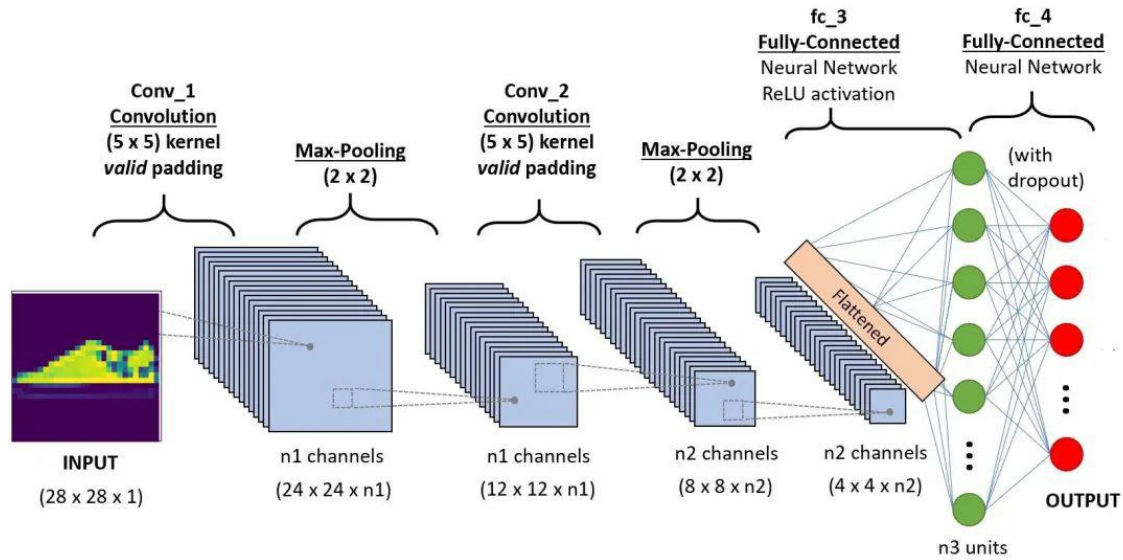 Conv_1
Convolution
(5 x 5) kernel
valid padding
Max-Pooling
(2 x 2)
Conv_2
Convolution
(5 x 5) kernel
valid padding
Max-Pooling
(2 x 2)
fc_3
Fully-Connected
Neural Network
ReLU activation
fc_4
Fully-Connected
Neural Network
(with
dropout)
Flattened
INPUT
(28 x 28 x 1)
n1 channels
(24 x 24 x n1)
n1 channels
(12 x 12 x n1)
n2 channels
(8 x 8 x n2)
n2 channels
(4 x 4 x n2)
n3 units
OUTPUT